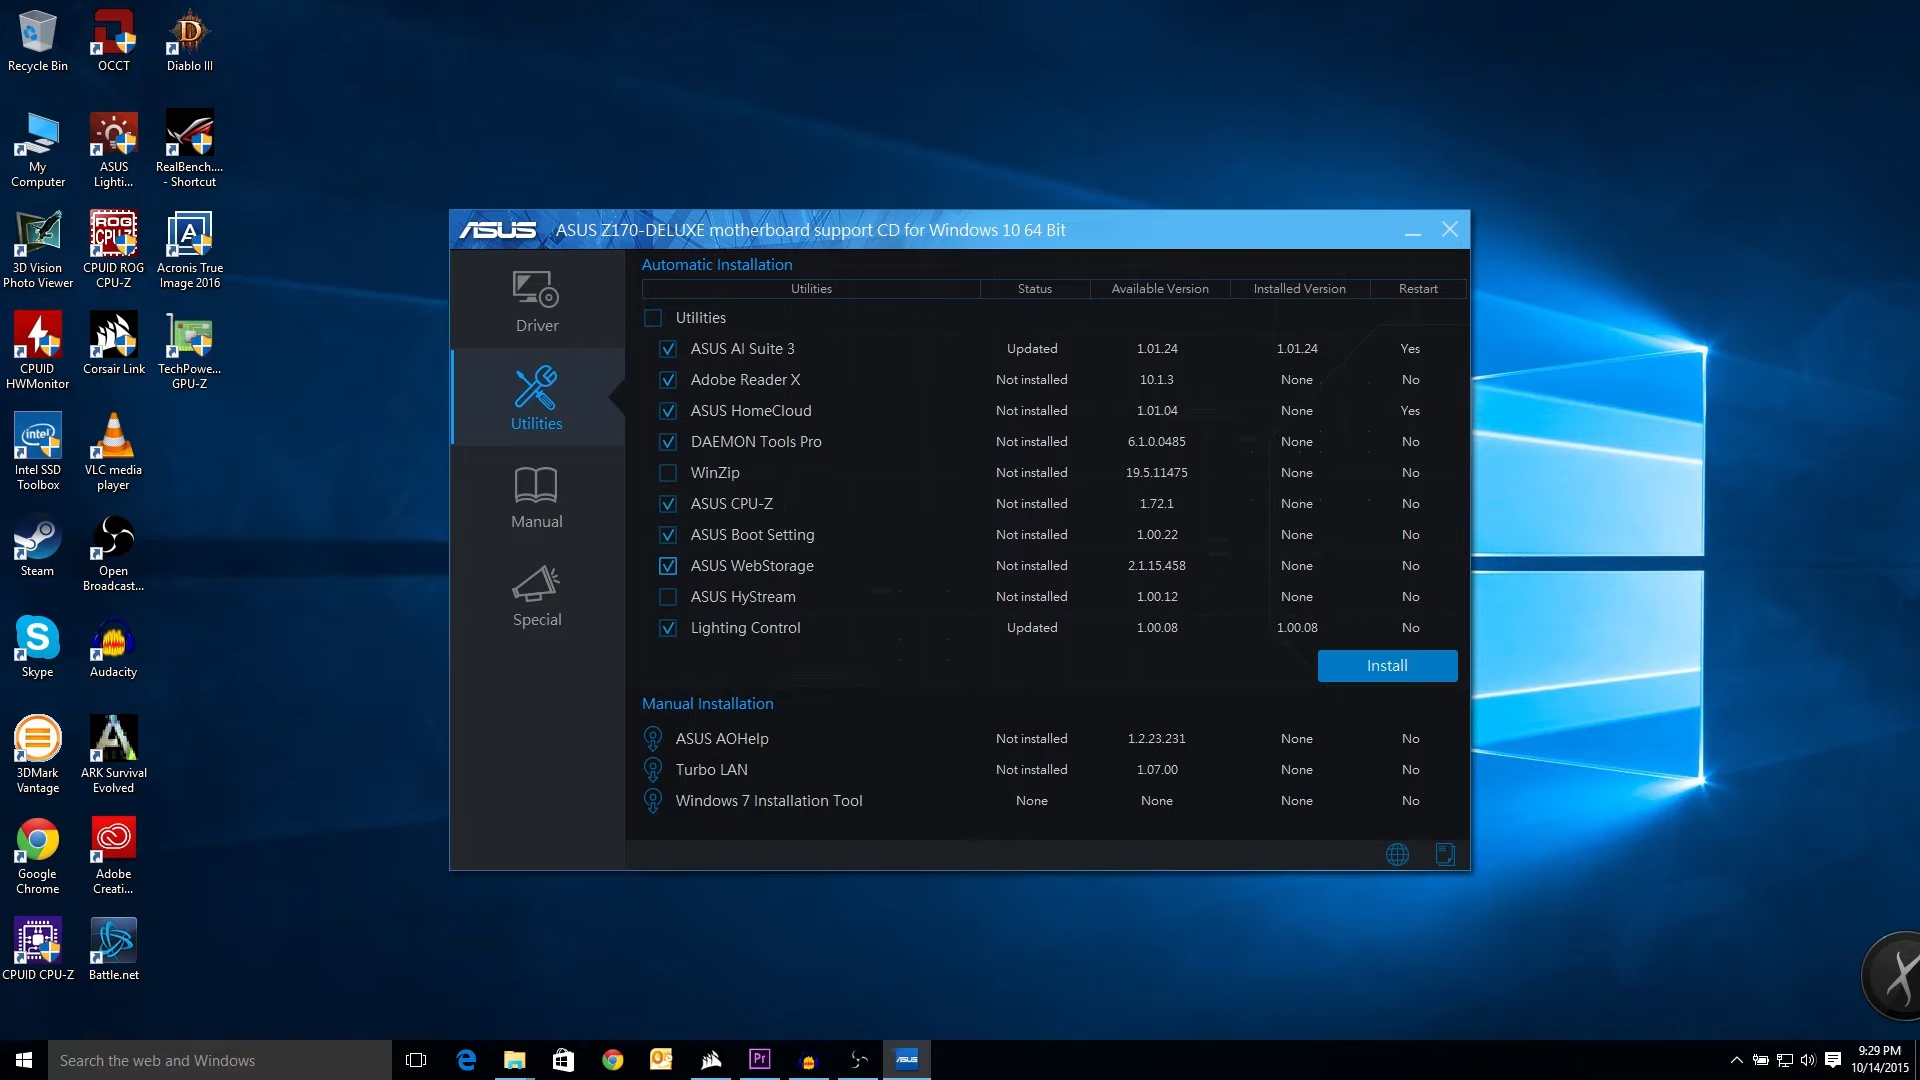 Recycle Bin
OCCT
Diablo III
My
Computer
ASUS
Lighti...
RealBench....
- Shortcut
3D Vision
Photo Viewer
ROG
CPU-Z
CPUID ROG
CPU-Z
Acronis True
Image 2016
CPUID
HWMonitor
Corsair Link
TechPowe...
GPU-Z
intel
Intel SSD
Toolbox
VLC media
player
Steam
Open
Broadcast...
Skype
Audacity
3DMark
Vantage
ARK Survival
Evolved
Google
Chrome
Adobe
Creati...
CPUID CPU-Z
Battle.net
ASUS ASUS Z170-DELUXE motherboard support CD for Windows 10 64 Bit
Driver
Utilities
Manual
Special
Automatic Installation
Utilities Status Available Version Installed Version Restart
Utilities
ASUS AI Suite 3 Updated 1.01.24 1.01.24 Yes
Adobe Reader X Not installed 10.1.3 None No
ASUS HomeCloud Not installed 1.01.04 None Yes
DAEMON Tools Pro Not installed 6.1.0.0485 None No
WinZip Not installed 19.5.11475 None No
ASUS CPU-Z Not installed 1.72.1 None No
ASUS Boot Setting Not installed 1.00.22 None No
ASUS WebStorage Not installed 2.1.15.458 None No
ASUS HyStream Not installed 1.00.12 None No
Lighting Control Updated 1.00.08 1.00.08 No
Install
Manual Installation
ASUS AOHelp Not installed 1.2.23.231 None No
Turbo LAN Not installed 1.07.00 None No
Windows 7 Installation Tool None None None No
Search the web and Windows
Pr
ASUS
9:29 PM
10/14/2015